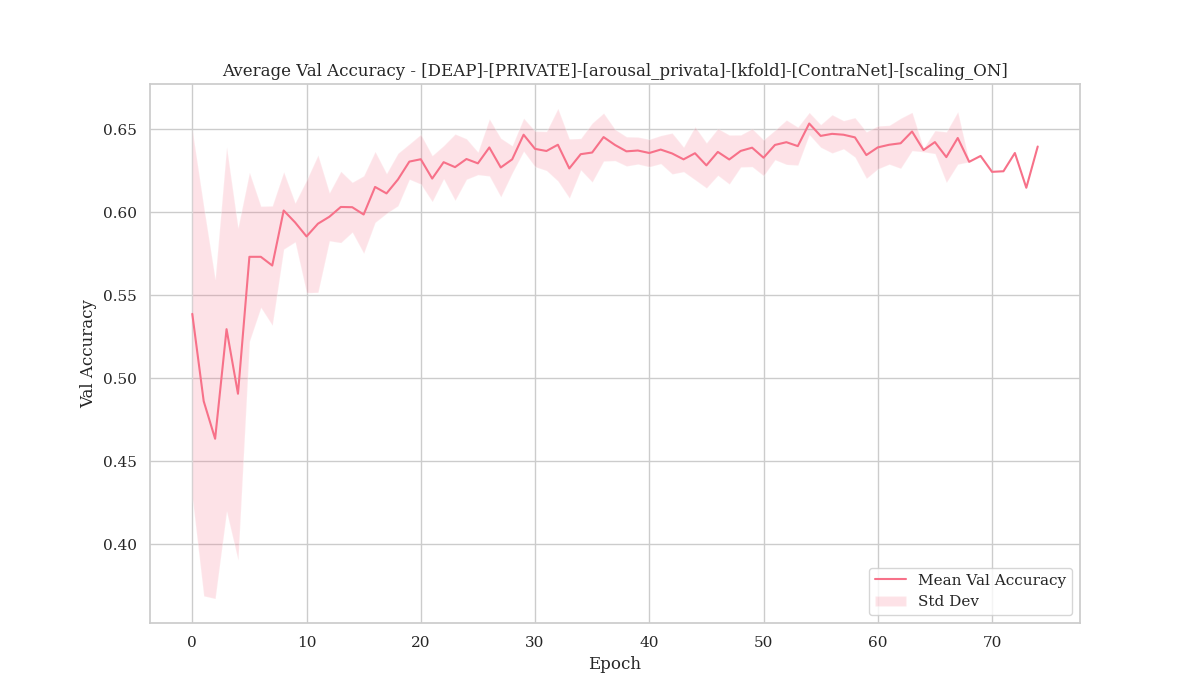 Average Val Accuracy - [DEAP]-[PRIVATE]-[arousal_privata]-[kfold]-[ContraNet]-[scaling_ON]
Val Accuracy
0.65
0.60
0.55
0.50
0.45
0.40
Mean Val Accuracy
Std Dev
0 10 20 30 40 50 60 70
Epoch